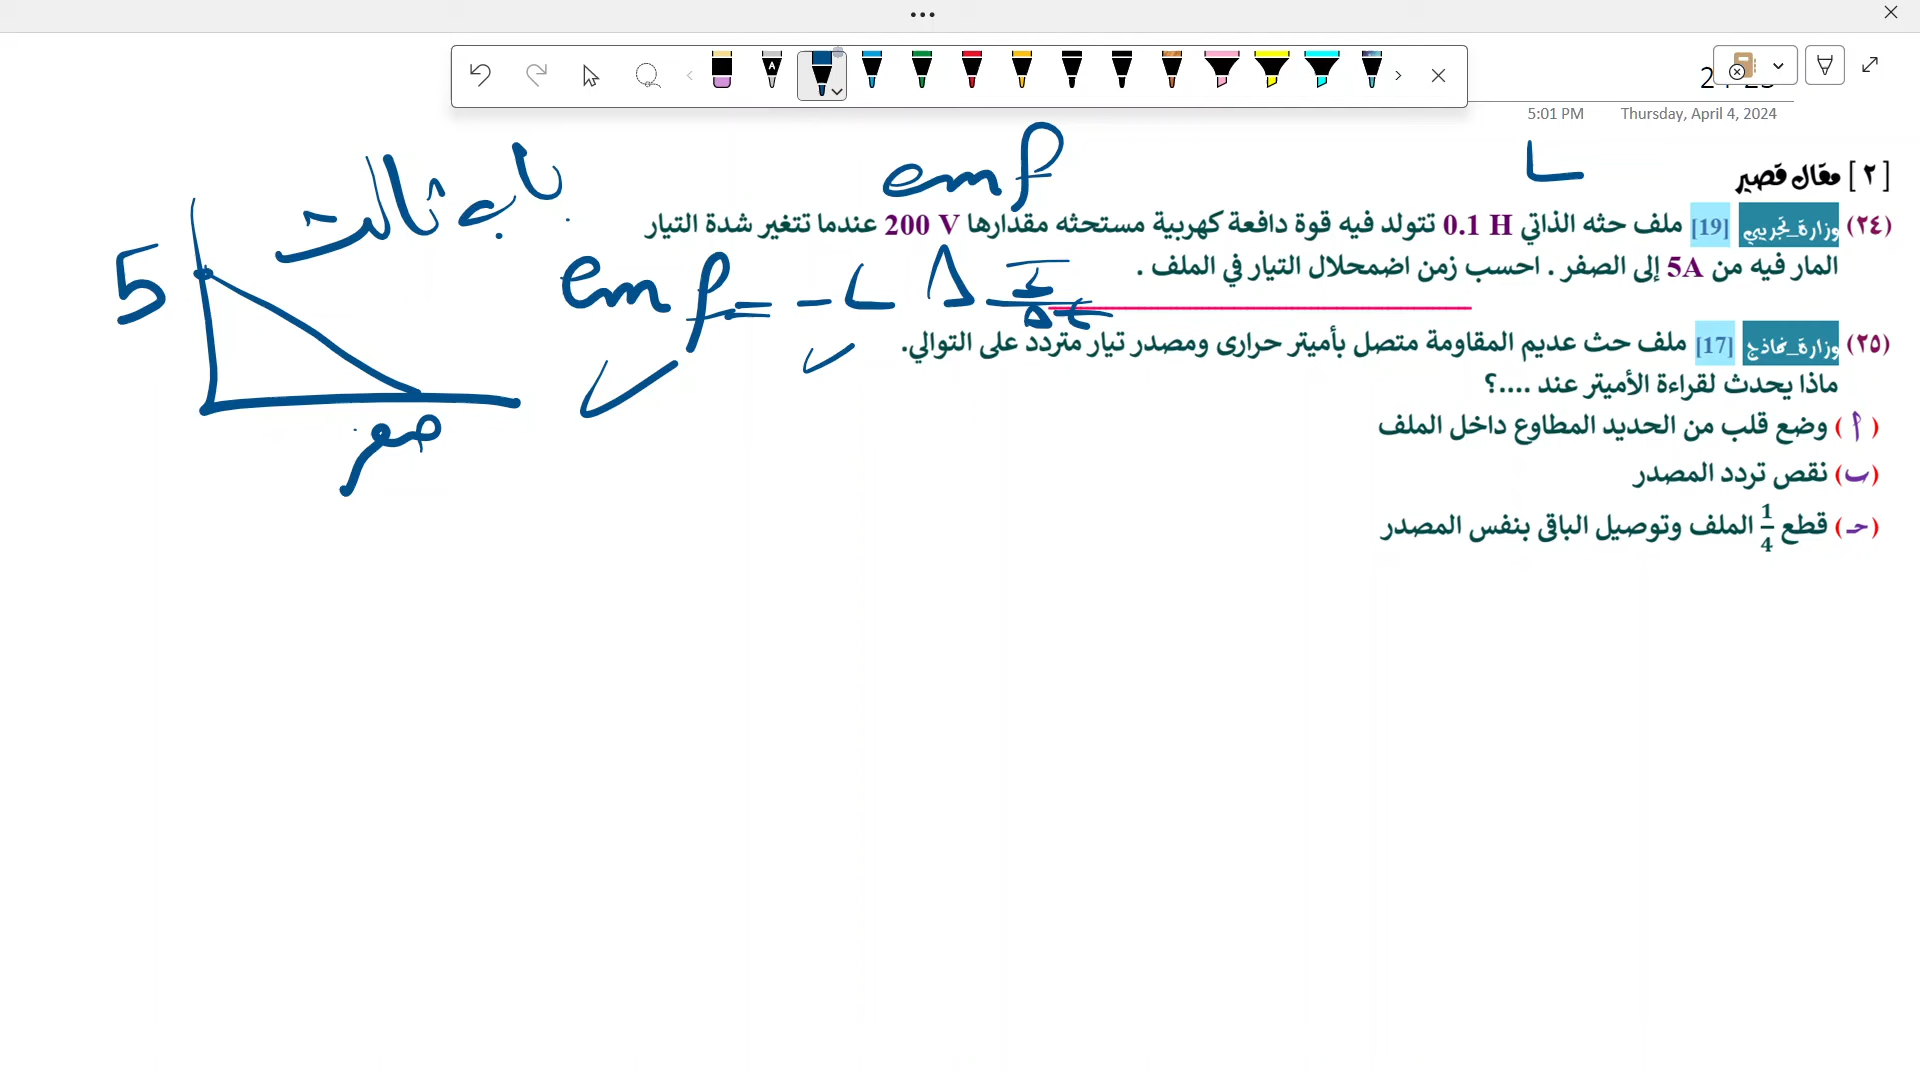 5:01 PM Thursday, April 4, 2024
[٢] مقال قصير
L
emf
باب ثالث
(٢٤) وزارة_تجريبي [19] ملف حثه الذاتي 0.1 H تتولد فيه قوة دافعة كهربية مستحثه مقدارها 200 V عندما تتغير شدة التيار
المار فيه من 5A إلى الصفر . احسب زمن اضمحلال التيار في الملف .
emf = - L ΔI/Δt
5
صفر
(٢٥) وزارة_نماذج [17] ملف حث عديم المقاومة متصل بأميتر حرارى ومصدر تيار متردد على التوالي.
ماذا يحدث لقراءة الأميتر عند ....؟
(أ) وضع قلب من الحديد المطاوع داخل الملف
(ب) نقص تردد المصدر
(حـ) قطع 1/4 الملف وتوصيل الباقى بنفس المصدر